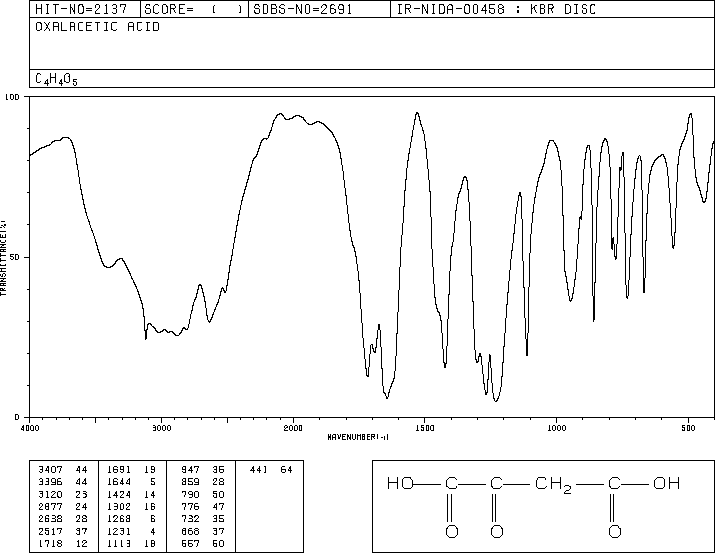 HIT-NO=2137 SCORE= ( ) SDBS-NO=2691 IR-NIDA-00458 : KBR DISC
OXALACETIC ACID
C4H4O5
100
50
0
TRANSMITTANCE(%)
4000 3000 2000 1500 1000 500
WAVENUMBER(-1)
3407 44 1691 19 947 35 441 64
3396 44 1644 5 859 28
3120 23 1424 14 790 50
2877 24 1302 16 776 47
2638 28 1268 6 732 35
2517 37 1231 4 668 37
1718 12 1113 18 557 50
HO C C CH2 C OH
O O O